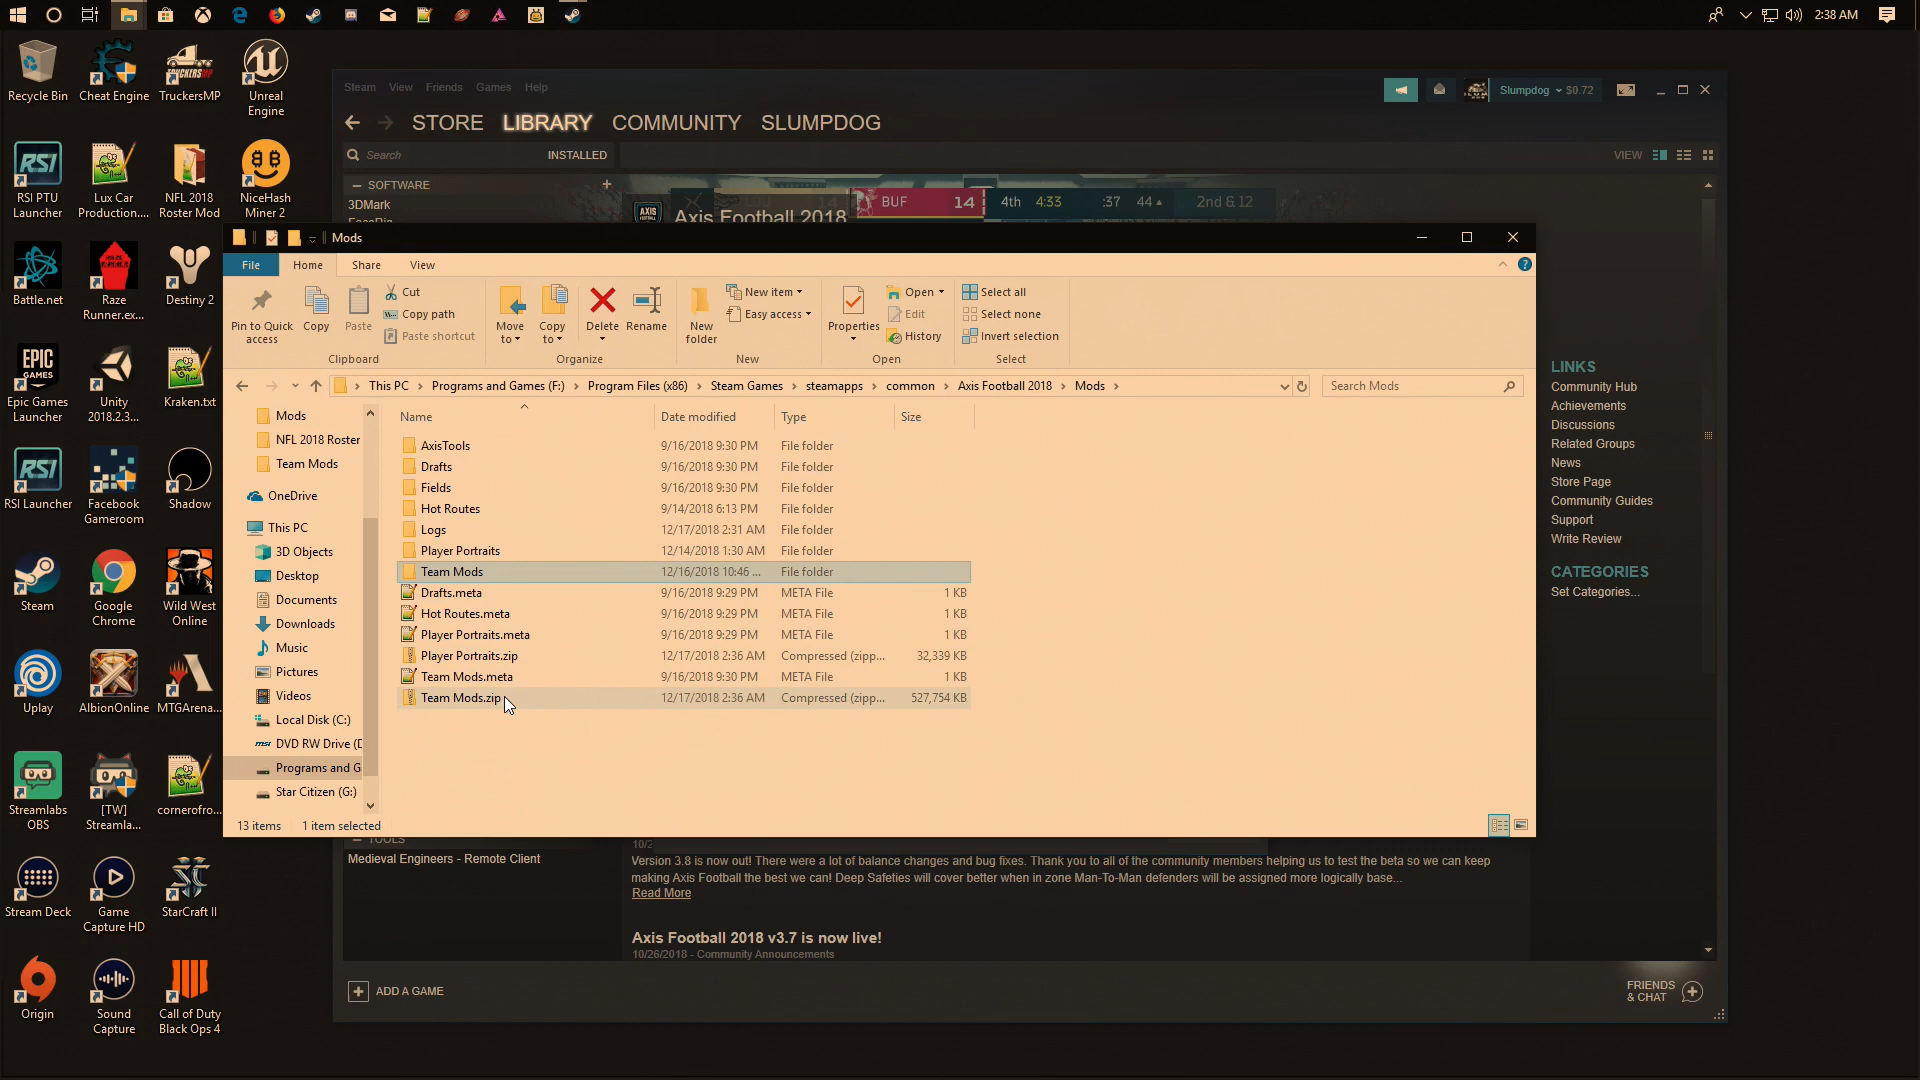 2:38 AM
Recycle Bin
Cheat Engine
TruckersMP
Unreal
Engine
RSI PTU
Launcher
Lux Car
Production....
NFL 2018
Roster Mod
NiceHash
Miner 2
Battle.net
Raze
Runner.ex...
Destiny 2
Epic Games
Launcher
Unity
2018.2.3...
Kraken.txt
RSI Launcher
Facebook
Gameroom
Shadow
Steam
Google
Chrome
Wild West
Online
Uplay
AlbionOnline
MTGArena...
Streamlabs
OBS
[TW]
Streamla...
cornerofro...
Stream Deck
Game
Capture HD
StarCraft II
Origin
Sound
Capture
Call of Duty
Black Ops 4
Steam View Friends Games Help
Slumpdog $0.72
STORE LIBRARY COMMUNITY SLUMPDOG
Search INSTALLED
VIEW
SOFTWARE
3DMark
AXIS
Axis Football 2018
14 BUF 14 4th 4:33 :37 44 2nd & 12
Mods
File Home Share View
Pin to Quick
access
Copy
Paste
Cut
Copy path
Paste shortcut
Clipboard
Move
to
Copy
to
Delete
Rename
Organize
New
folder
New item
Easy access
New
Properties
Open
Edit
History
Open
Select all
Select none
Invert selection
Select
This PC Programs and Games (F:) Program Files (x86) Steam Games steamapps common Axis Football 2018 Mods
Search Mods
Mods
NFL 2018 Roster
Team Mods
OneDrive
This PC
3D Objects
Desktop
Documents
Downloads
Music
Pictures
Videos
Local Disk (C:)
DVD RW Drive (D
Programs and G
Star Citizen (G:)
Name Date modified Type Size
AxisTools 9/16/2018 9:30 PM File folder
Drafts 9/16/2018 9:30 PM File folder
Fields 9/16/2018 9:30 PM File folder
Hot Routes 9/14/2018 6:13 PM File folder
Logs 12/17/2018 2:31 AM File folder
Player Portraits 12/14/2018 1:30 AM File folder
Team Mods 12/16/2018 10:46 ... File folder
Drafts.meta 9/16/2018 9:29 PM META File 1 KB
Hot Routes.meta 9/16/2018 9:29 PM META File 1 KB
Player Portraits.meta 9/16/2018 9:29 PM META File 1 KB
Player Portraits.zip 12/17/2018 2:36 AM Compressed (zipp... 32,339 KB
Team Mods.meta 9/16/2018 9:30 PM META File 1 KB
Team Mods.zip 12/17/2018 2:36 AM Compressed (zipp... 527,754 KB
13 items 1 item selected
LINKS
Community Hub
Achievements
Discussions
Related Groups
News
Store Page
Community Guides
Support
Write Review
CATEGORIES
Set Categories...
TOOLS
Medieval Engineers - Remote Client
Version 3.8 is now out! There were a lot of balance changes and bug fixes. Thank you to all of the community members helping us to test the beta so we can keep
making Axis Football the best we can! Deep Safeties will cover better when in zone Man-To-Man defenders will be assigned more logically base...
Read More
Axis Football 2018 v3.7 is now live!
10/26/2018 - Community Announcements
ADD A GAME
FRIENDS
& CHAT